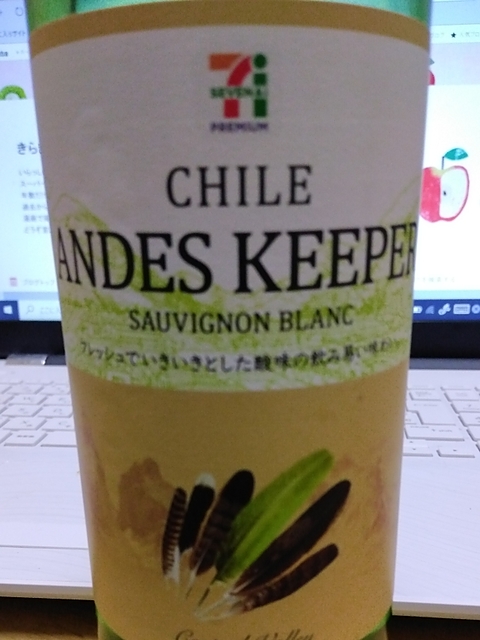 SEVEN&i
PREMIUM
CHILE
ANDES KEEPER
SAUVIGNON BLANC
フレッシュでいきいきとした酸味の飲み易い味わい
Valley